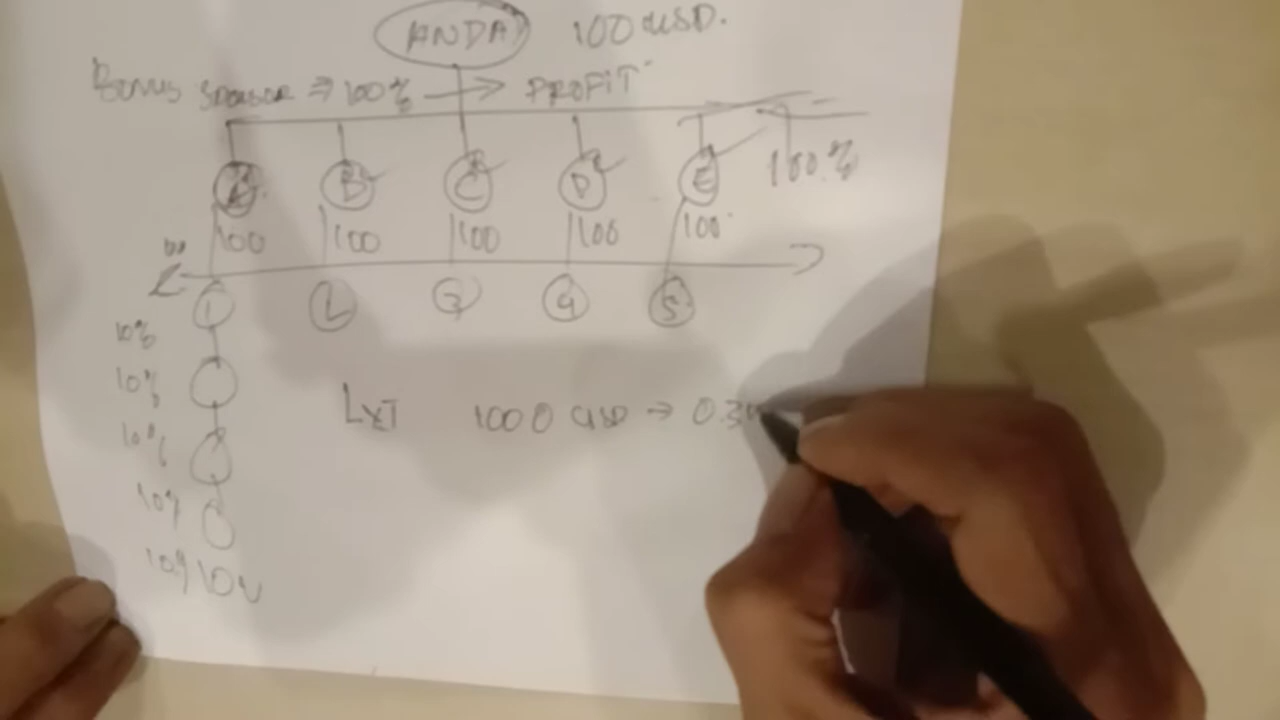 ANDA 100 USD.
Bonus sponsor ⇒ 100% → PROFIT
A B C D E 100%
100 100 100 100 100
1 2 3 4 5
10%
10%
LXT 1000 USD → 0.3
10%
10%
10% 10